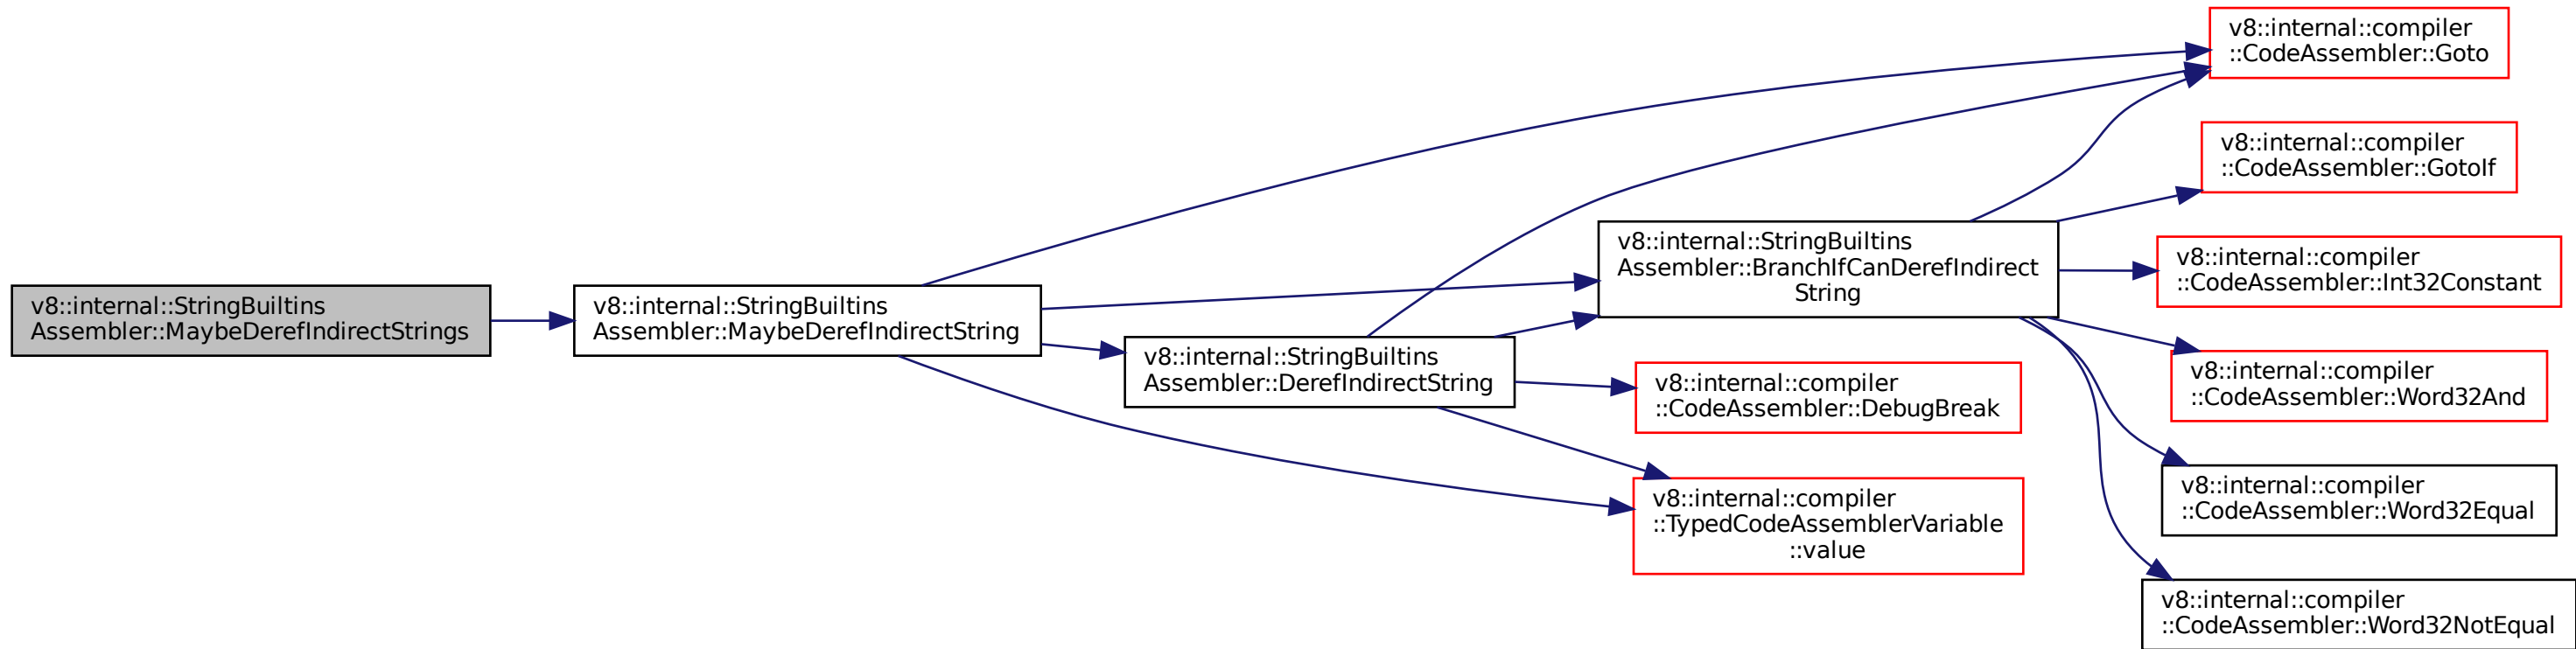 v8::internal::StringBuiltins
Assembler::MaybeDerefIndirectStrings
v8::internal::StringBuiltins
Assembler::MaybeDerefIndirectString
v8::internal::StringBuiltins
Assembler::DerefIndirectString
v8::internal::StringBuiltins
Assembler::BranchIfCanDerefIndirect
String
v8::internal::compiler
::CodeAssembler::DebugBreak
v8::internal::compiler
::TypedCodeAssemblerVariable
::value
v8::internal::compiler
::CodeAssembler::Goto
v8::internal::compiler
::CodeAssembler::GotoIf
v8::internal::compiler
::CodeAssembler::Int32Constant
v8::internal::compiler
::CodeAssembler::Word32And
v8::internal::compiler
::CodeAssembler::Word32Equal
v8::internal::compiler
::CodeAssembler::Word32NotEqual